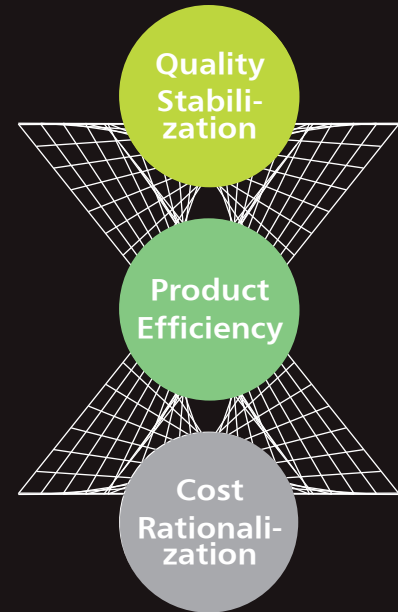 Quality
Stabili-
zation
Product
Efficiency
Cost
Rationali-
zation